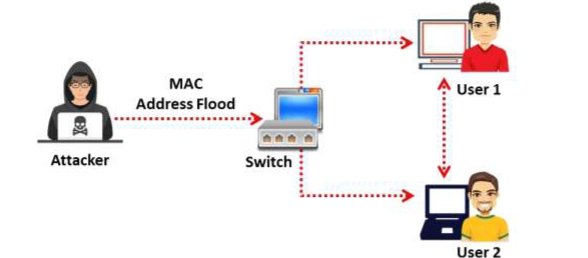 MAC
Address Flood
Attacker
Switch
User 1
User 2